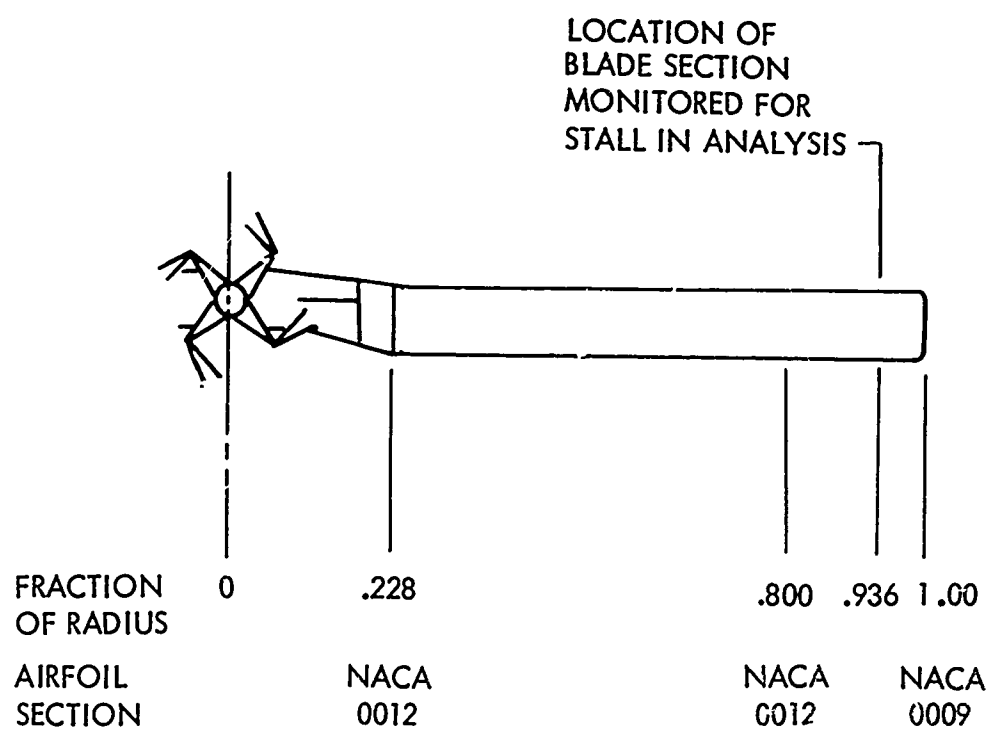 LOCATION OF
BLADE SECTION
MONITORED FOR
STALL IN ANALYSIS
FRACTION
OF RADIUS
0 .228 .800 .936 1.00
AIRFOIL
SECTION
NACA
0012
NACA
0012
NACA
0009